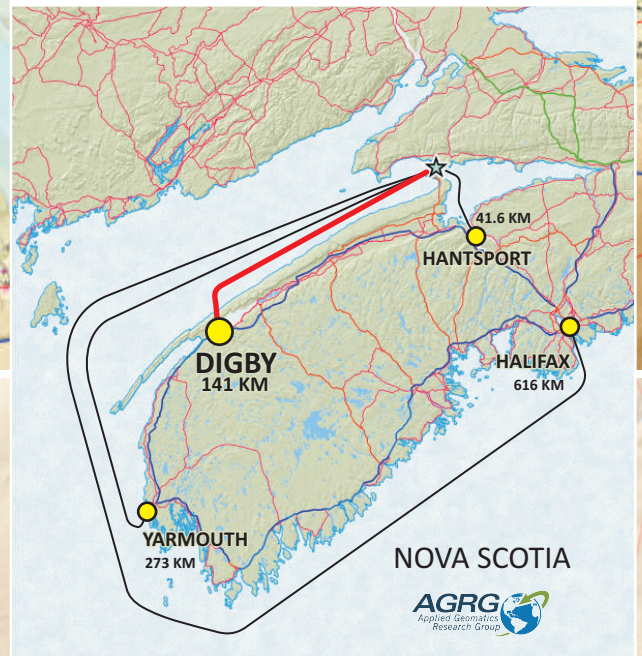 41.6 KM
HANTSPORT
DIGBY
141 KM
HALIFAX
616 KM
YARMOUTH
273 KM
NOVA SCOTIA
AGRG
Applied Geomatics
Research Group